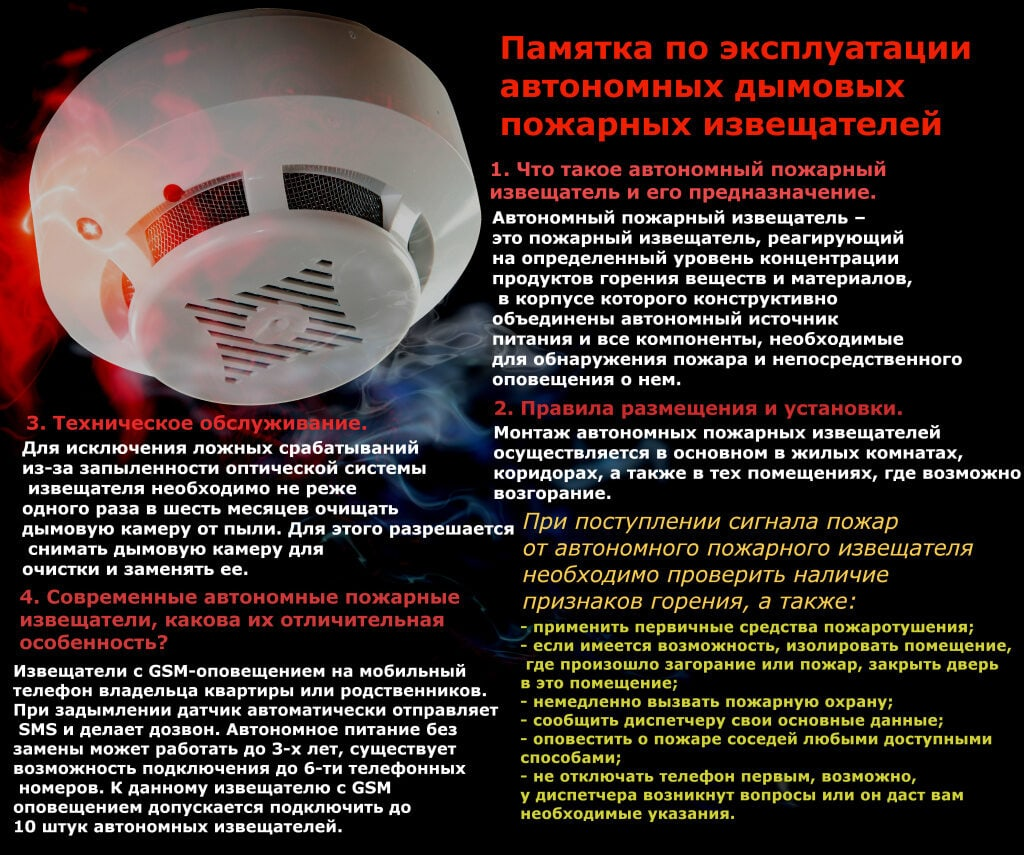 Памятка по эксплуатации
автономных дымовых
пожарных извещателей
1. Что такое автономный пожарный
извещатель и его предназначение.
Автономный пожарный извещатель –
это пожарный извещатель, реагирующий
на определенный уровень концентрации
продуктов горения веществ и материалов,
в корпусе которого конструктивно
объединены автономный источник
питания и все компоненты, необходимые
для обнаружения пожара и непосредственного
оповещения о нем.
2. Правила размещения и установки.
Монтаж автономных пожарных извещателей
осуществляется в основном в жилых комнатах,
коридорах, а также в тех помещениях, где возможно
возгорание.
3. Техническое обслуживание.
Для исключения ложных срабатываний
из-за запыленности оптической системы
извещателя необходимо не реже
одного раза в шесть месяцев очищать
дымовую камеру от пыли. Для этого разрешается
снимать дымовую камеру для
очистки и заменять ее.
4. Современные автономные пожарные
извещатели, какова их отличительная
особенность?
Извещатели с GSM-оповещением на мобильный
телефон владельца квартиры или родственников.
При задымлении датчик автоматически отправляет
SMS и делает дозвон. Автономное питание без
замены может работать до 3-х лет, существует
возможность подключения до 6-ти телефонных
номеров. К данному извещателю с GSM
оповещением допускается подключить до
10 штук автономных извещателей.
При поступлении сигнала пожар
от автономного пожарного извещателя
необходимо проверить наличие
признаков горения, а также:
- применить первичные средства пожаротушения;
- если имеется возможность, изолировать помещение,
где произошло загорание или пожар, закрыть дверь
в это помещение;
- немедленно вызвать пожарную охрану;
- сообщить диспетчеру свои основные данные;
- оповестить о пожаре соседей любыми доступными
способами;
- не отключать телефон первым, возможно,
у диспетчера возникнут вопросы или он даст вам
необходимые указания.